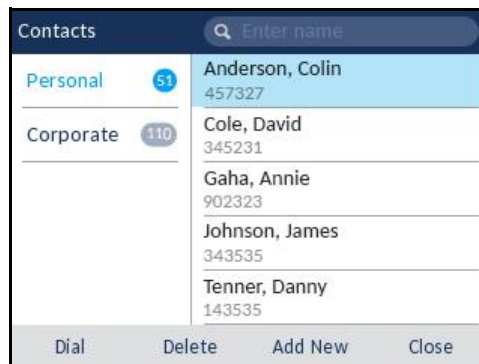 Contacts
Enter name
Personal 51
Corporate 110
Anderson, Colin
457327
Cole, David
345231
Gaha, Annie
902323
Johnson, James
343535
Tenner, Danny
143535
Dial Delete Add New Close